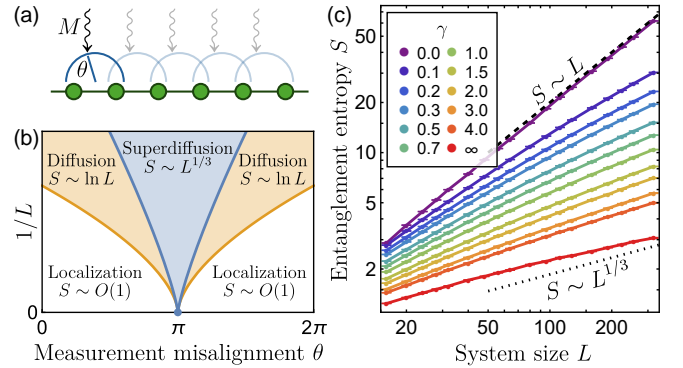 (a)
M
θ
(b)
Diffusion
S ∼ ln L
Superdiffusion
S ∼ L^{1/3}
Diffusion
S ∼ ln L
Localization
S ∼ O(1)
Localization
S ∼ O(1)
1/L
0
0
π
2π
Measurement misalignment θ
(c)
γ
0.0
1.0
0.1
1.5
0.2
2.0
0.3
3.0
0.5
4.0
0.7
∞
S ∼ L
S ∼ L^{1/3}
Entanglement entropy S
50
20
10
5
2
20
50
100
200
System size L